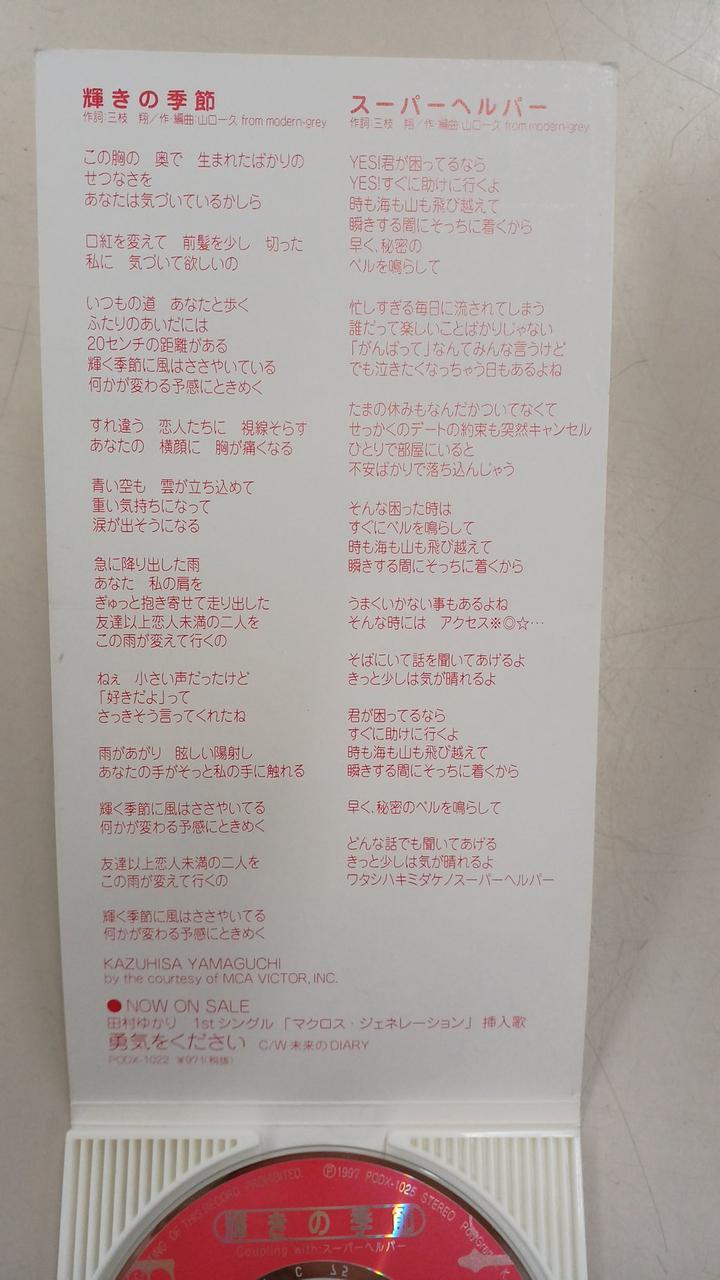 輝きの季節
作詞:三枝　翔／作・編曲:山口一久 from modern-grey
この胸の　奥で　生まれたばかりの
せつなさを
あなたは気づいているかしら
口紅を変えて　前髪を少し　切った
私に　気づいて欲しいの
いつもの道　あなたと歩く
ふたりのあいだには
20センチの距離がある
輝く季節に風はささやいている
何かが変わる予感にときめく
すれ違う　恋人たちに　視線そらす
あなたの　横顔に　胸が痛くなる
青い空も　雲が立ち込めて
重い気持ちになって
涙が出そうになる
急に降り出した雨
あなた　私の肩を
ぎゅっと抱き寄せて走り出した
友達以上恋人未満の二人を
この雨が変えて行くの
ねぇ　小さい声だったけど
「好きだよ」って
さっきそう言ってくれたね
雨があがり　眩しい陽射し
あなたの手がそっと私の手に触れる
輝く季節に風はささやいてる
何かが変わる予感にときめく
友達以上恋人未満の二人を
この雨が変えて行くの
輝く季節に風はささやいてる
何かが変わる予感にときめく
KAZUHISA YAMAGUCHI
by the courtesy of MCA VICTOR, INC.
●NOW ON SALE
田村ゆかり　1stシングル「マクロス・ジェネレーション」挿入歌
勇気をください　C/W 未来のDIARY
PODX-1022　¥971(税抜)
スーパーヘルパー
作詞:三枝　翔／作・編曲:山口一久 from modern-grey
YES!君が困ってるなら
YES!すぐに助けに行くよ
時も海も山も飛び越えて
瞬きする間にそっちに着くから
早く、秘密の
ベルを鳴らして
忙しすぎる毎日に流されてしまう
誰だって楽しいことばかりじゃない
「がんばって」なんてみんな言うけど
でも泣きたくなっちゃう日もあるよね
たまの休みもなんだかついてなくて
せっかくのデートの約束も突然キャンセル
ひとりで部屋にいると
不安ばかりで落ち込んじゃう
そんな困った時は
すぐにベルを鳴らして
時も海も山も飛び越えて
瞬きする間にそっちに着くから
うまくいかない事もあるよね
そんな時には　アクセス※◎☆…
そばにいて話を聞いてあげるよ
きっと少しは気が晴れるよ
君が困ってるなら
すぐに助けに行くよ
時も海も山も飛び越えて
瞬きする間にそっちに着くから
早く、秘密のベルを鳴らして
どんな話でも聞いてあげる
きっと少しは気が晴れるよ
ワタシハキミダケノスーパーヘルパー
OF THIS RECORD PROHIBITED. Ⓟ1997 PODX-1025 STEREO
輝きの季節
Coupling with:スーパーヘルパー